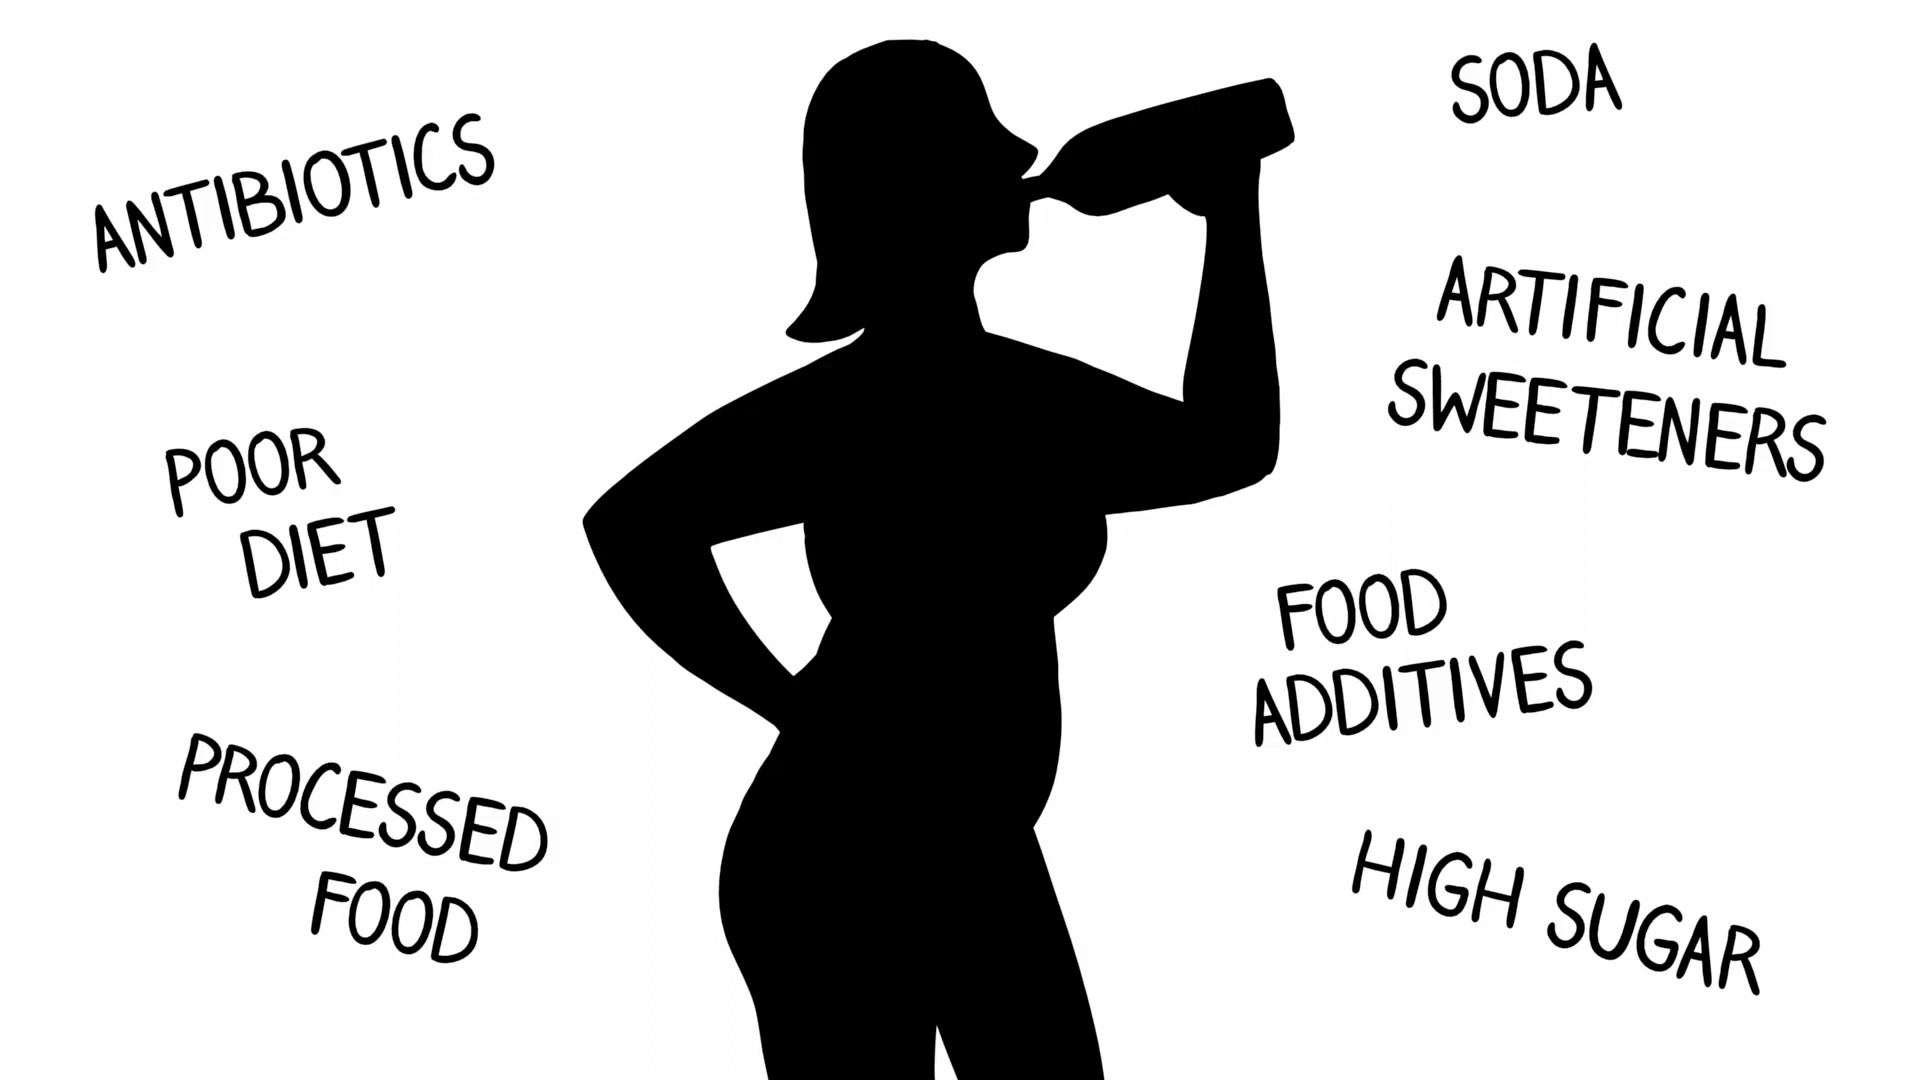 ANTIBIOTICS
POOR
DIET
PROCESSED
FOOD
SODA
ARTIFICIAL
SWEETENERS
FOOD
ADDITIVES
HIGH SUGAR